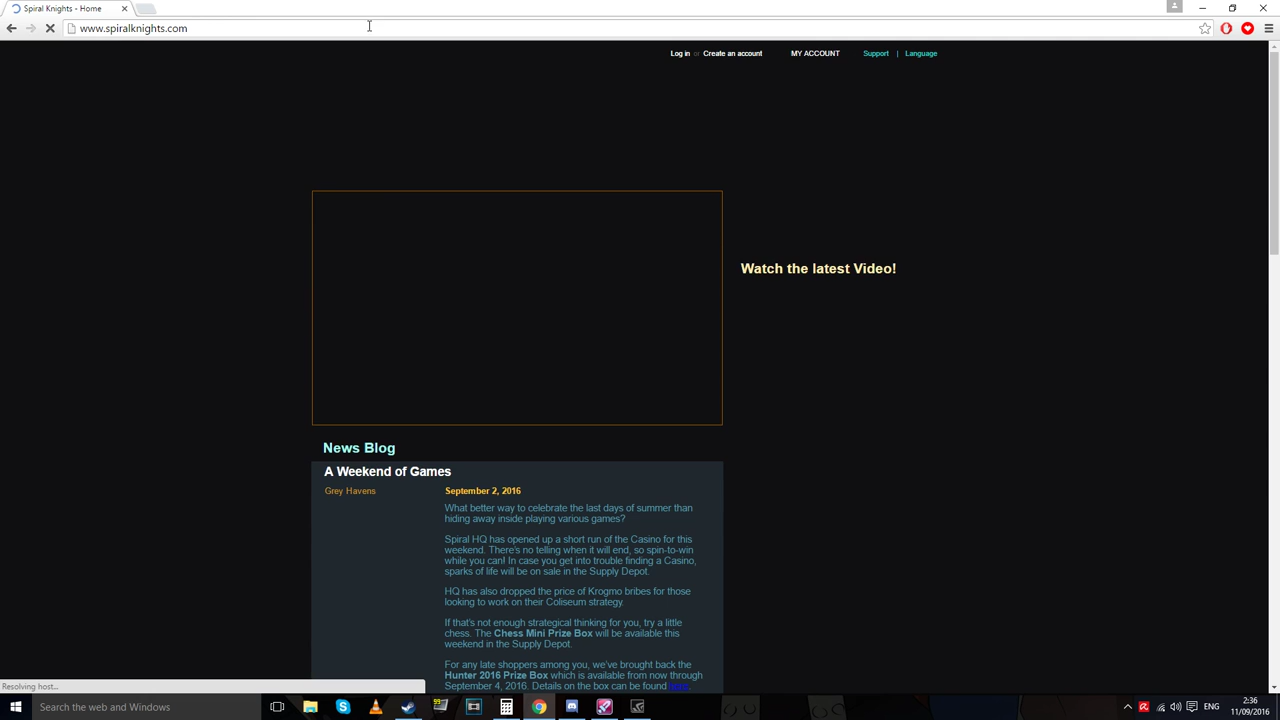 Spiral Knights - Home
www.spiralknights.com
Log in or Create an account MY ACCOUNT Support | Language
Watch the latest Video!
News Blog
A Weekend of Games
Grey Havens September 2, 2016
What better way to celebrate the last days of summer than
hiding away inside playing various games?
Spiral HQ has opened up a short run of the Casino for this
weekend. There's no telling when it will end, so spin-to-win
while you can! In case you get into trouble finding a Casino,
sparks of life will be on sale in the Supply Depot.
HQ has also dropped the price of Krogmo bribes for those
looking to work on their Coliseum strategy.
If that's not enough strategical thinking for you, try a little
chess. The Chess Mini Prize Box will be available this
weekend in the Supply Depot.
For any late shoppers among you, we've brought back the
Hunter 2016 Prize Box which is available from now through
September 4, 2016. Details on the box can be found here.
Resolving host...
Search the web and Windows
ENG
2:36
11/09/2016